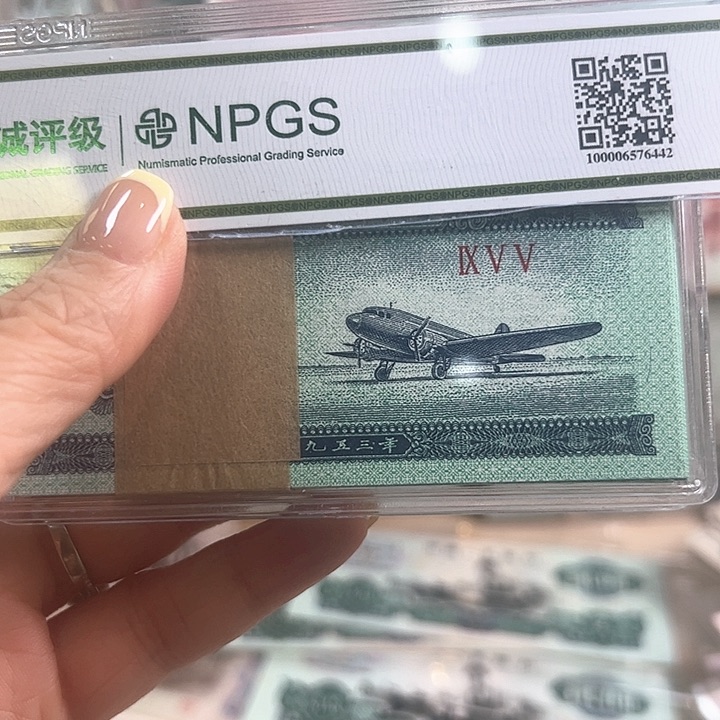 诚评级
NPGS
Numismatic Professional Grading Service
100006576442
IX V V
九五三年